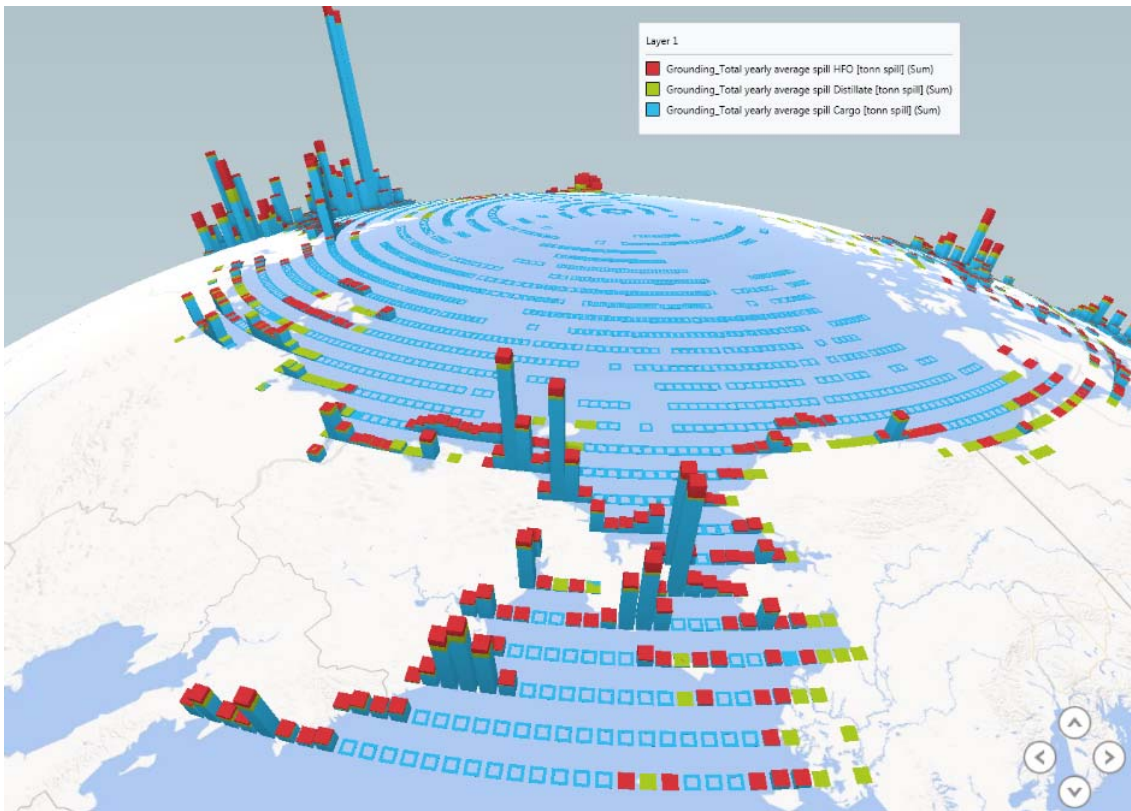 Layer 1
Grounding_Total yearly average spill HFO [tonn spill] (Sum)
Grounding_Total yearly average spill Distillate [tonn spill] (Sum)
Grounding_Total yearly average spill Cargo [tonn spill] (Sum)